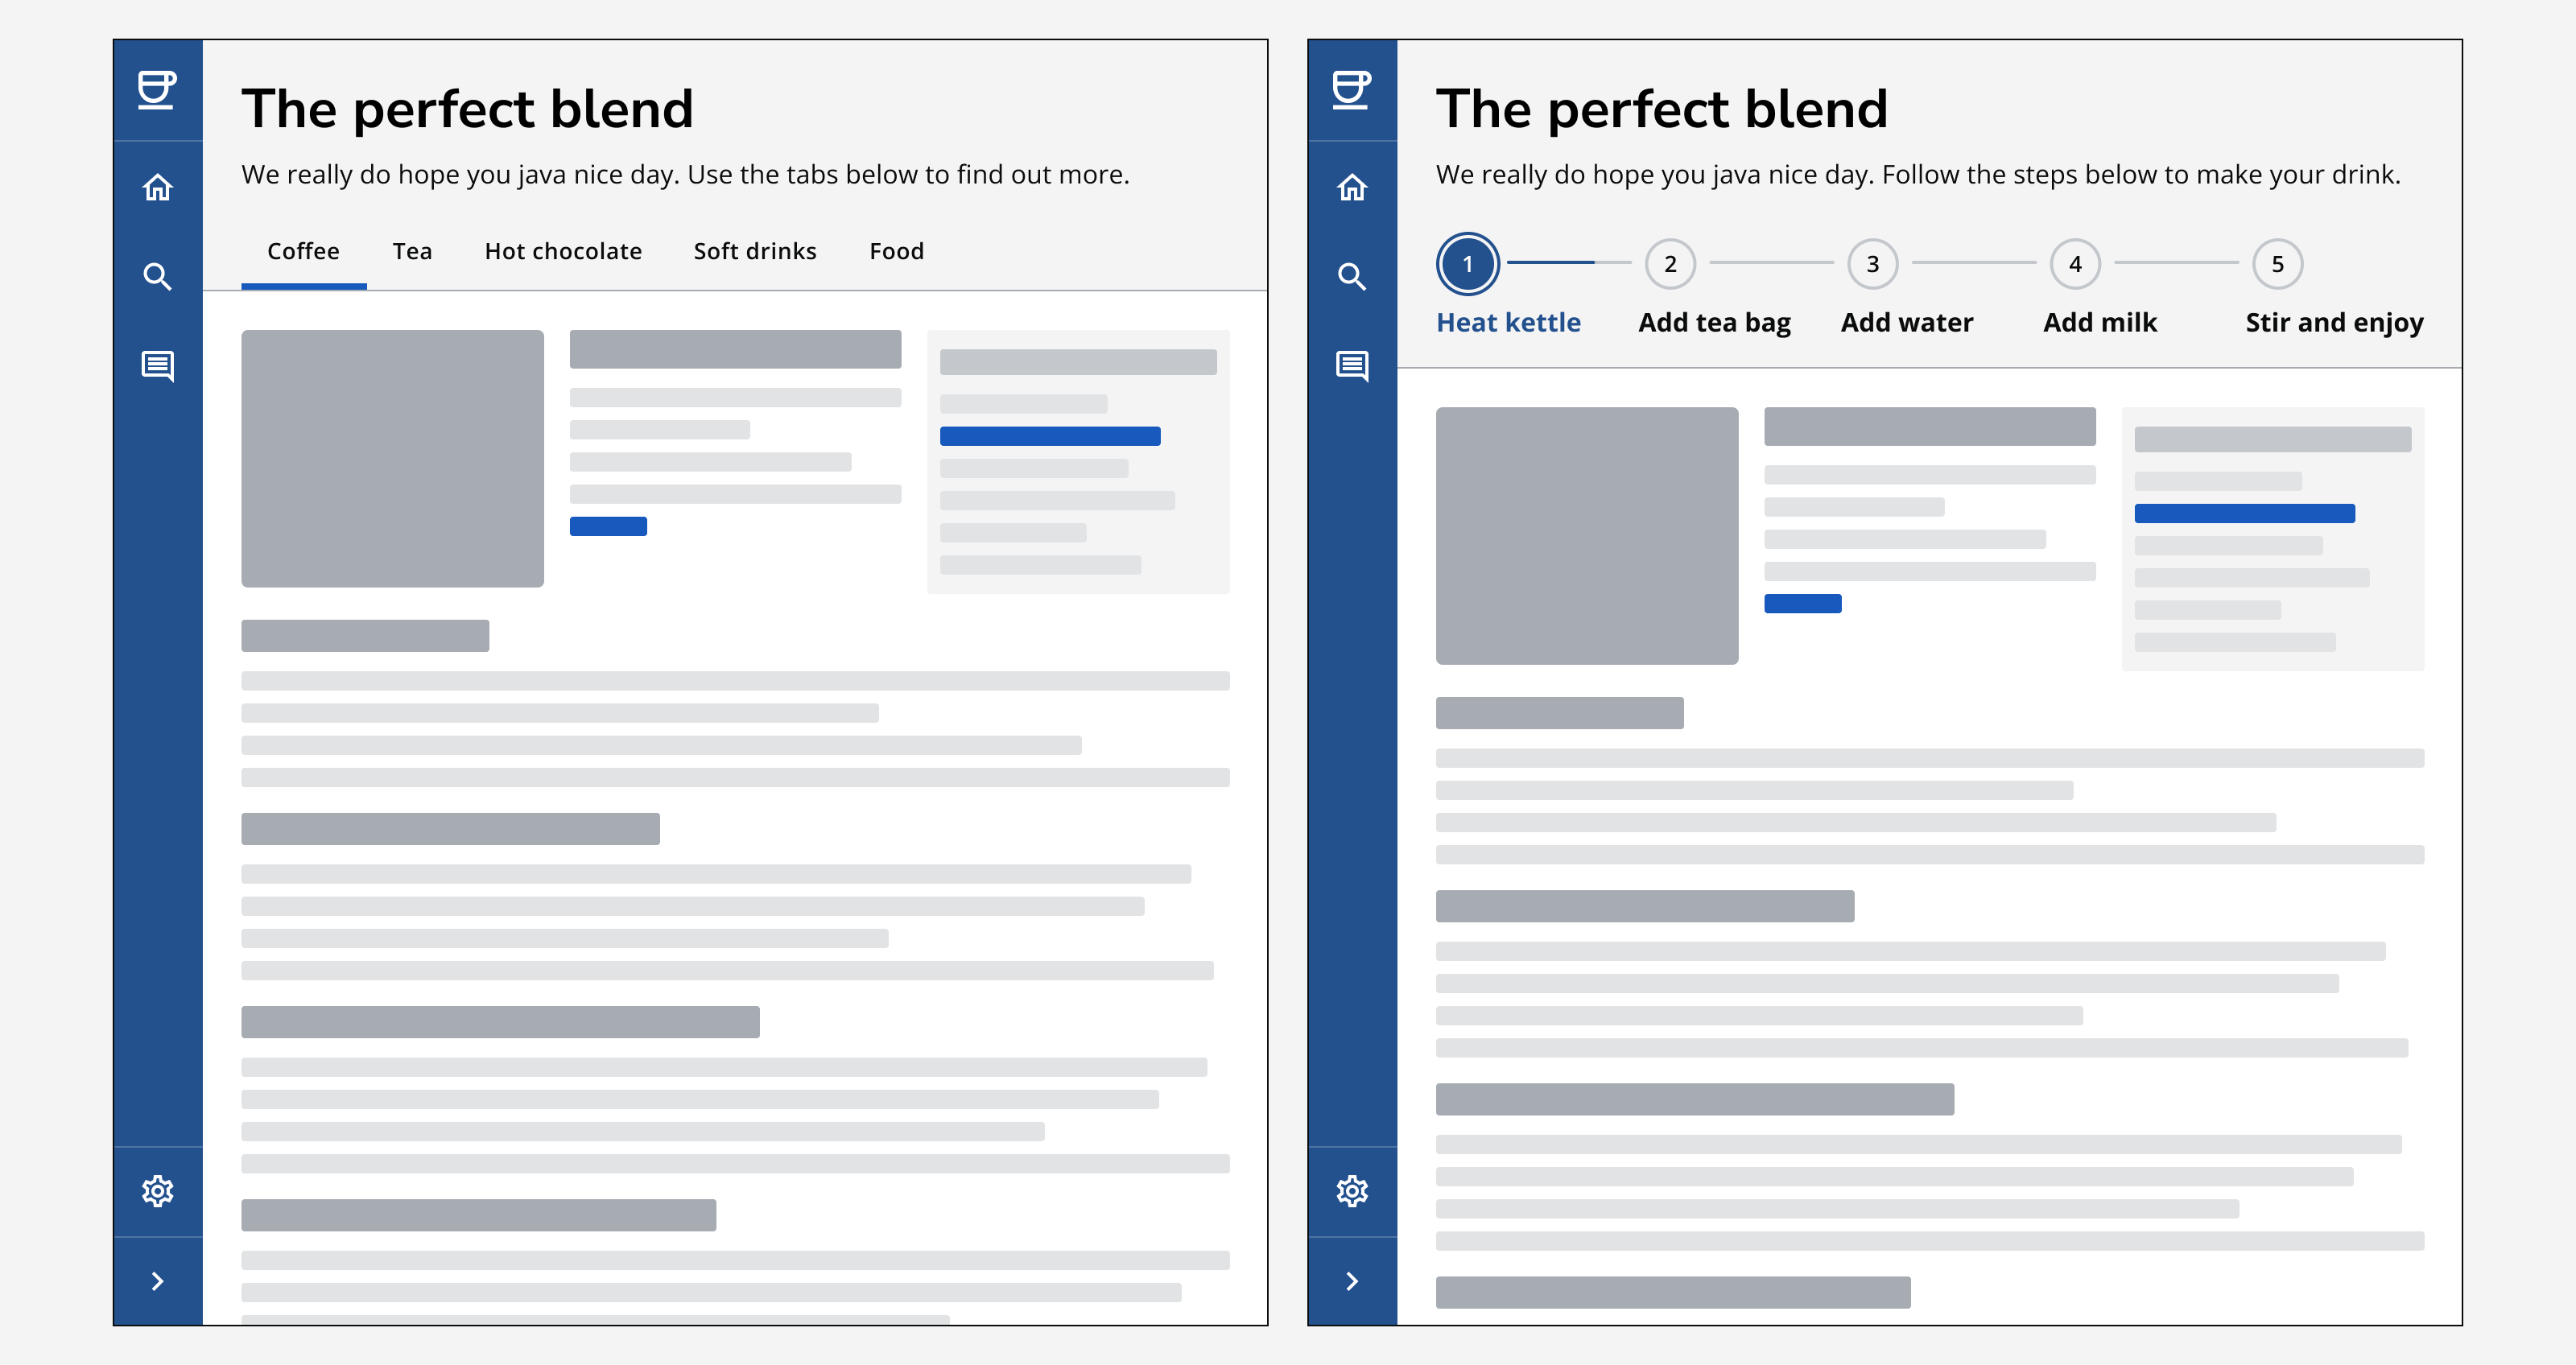 The perfect blend
We really do hope you java nice day. Use the tabs below to find out more.
Coffee Tea Hot chocolate Soft drinks Food
The perfect blend
We really do hope you java nice day. Follow the steps below to make your drink.
1 2 3 4 5
Heat kettle Add tea bag Add water Add milk Stir and enjoy